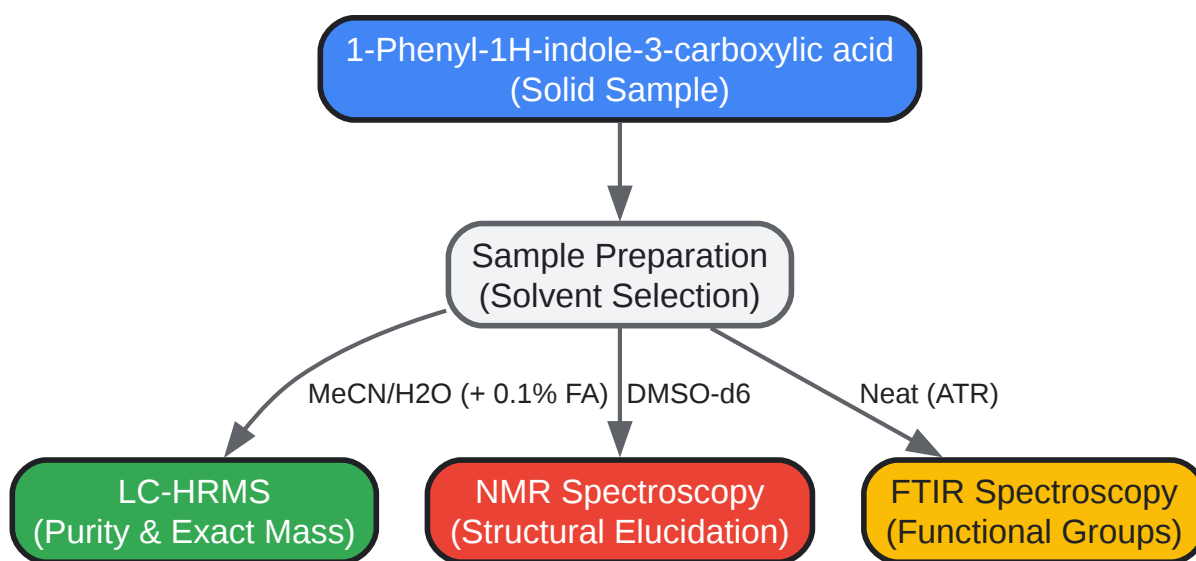 1-Phenyl-1H-indole-3-carboxylic acid
(Solid Sample)
Sample Preparation
(Solvent Selection)
MeCN/H2O (+ 0.1% FA)
DMSO-d6
Neat (ATR)
LC-HRMS
(Purity & Exact Mass)
NMR Spectroscopy
(Structural Elucidation)
FTIR Spectroscopy
(Functional Groups)